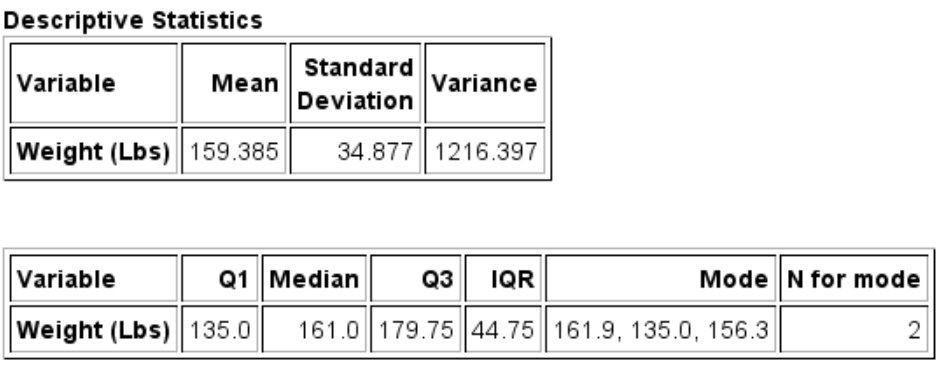 Descriptive Statistics
Variable Mean Standard Deviation Variance
Weight (Lbs) 159.385 34.877 1216.397
Variable Q1 Median Q3 IQR Mode N for mode
Weight (Lbs) 135.0 161.0 179.75 44.75 161.9, 135.0, 156.3 2